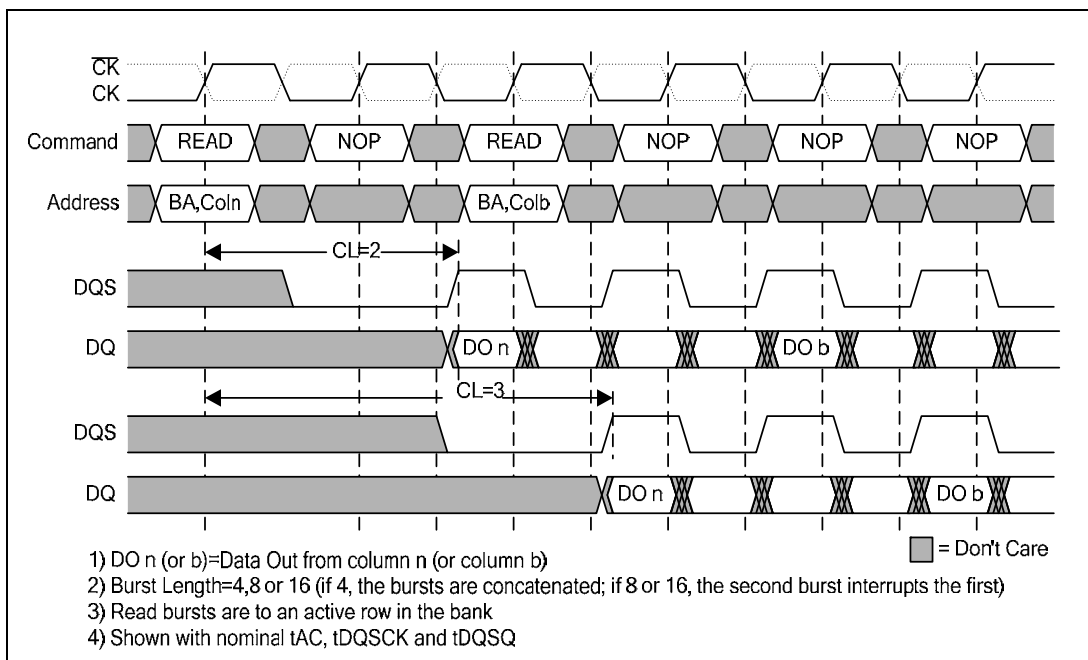 CK
CK
Command READ NOP READ NOP NOP NOP
Address BA,Coln BA,Colb
CL=2
DQS
DQ DO n DO b
CL=3
DQS
DQ DO n DO b
= Don't Care
1) DO n (or b)=Data Out from column n (or column b)
2) Burst Length=4,8 or 16 (if 4, the bursts are concatenated; if 8 or 16, the second burst interrupts the first)
3) Read bursts are to an active row in the bank
4) Shown with nominal tAC, tDQSCK and tDQSQ